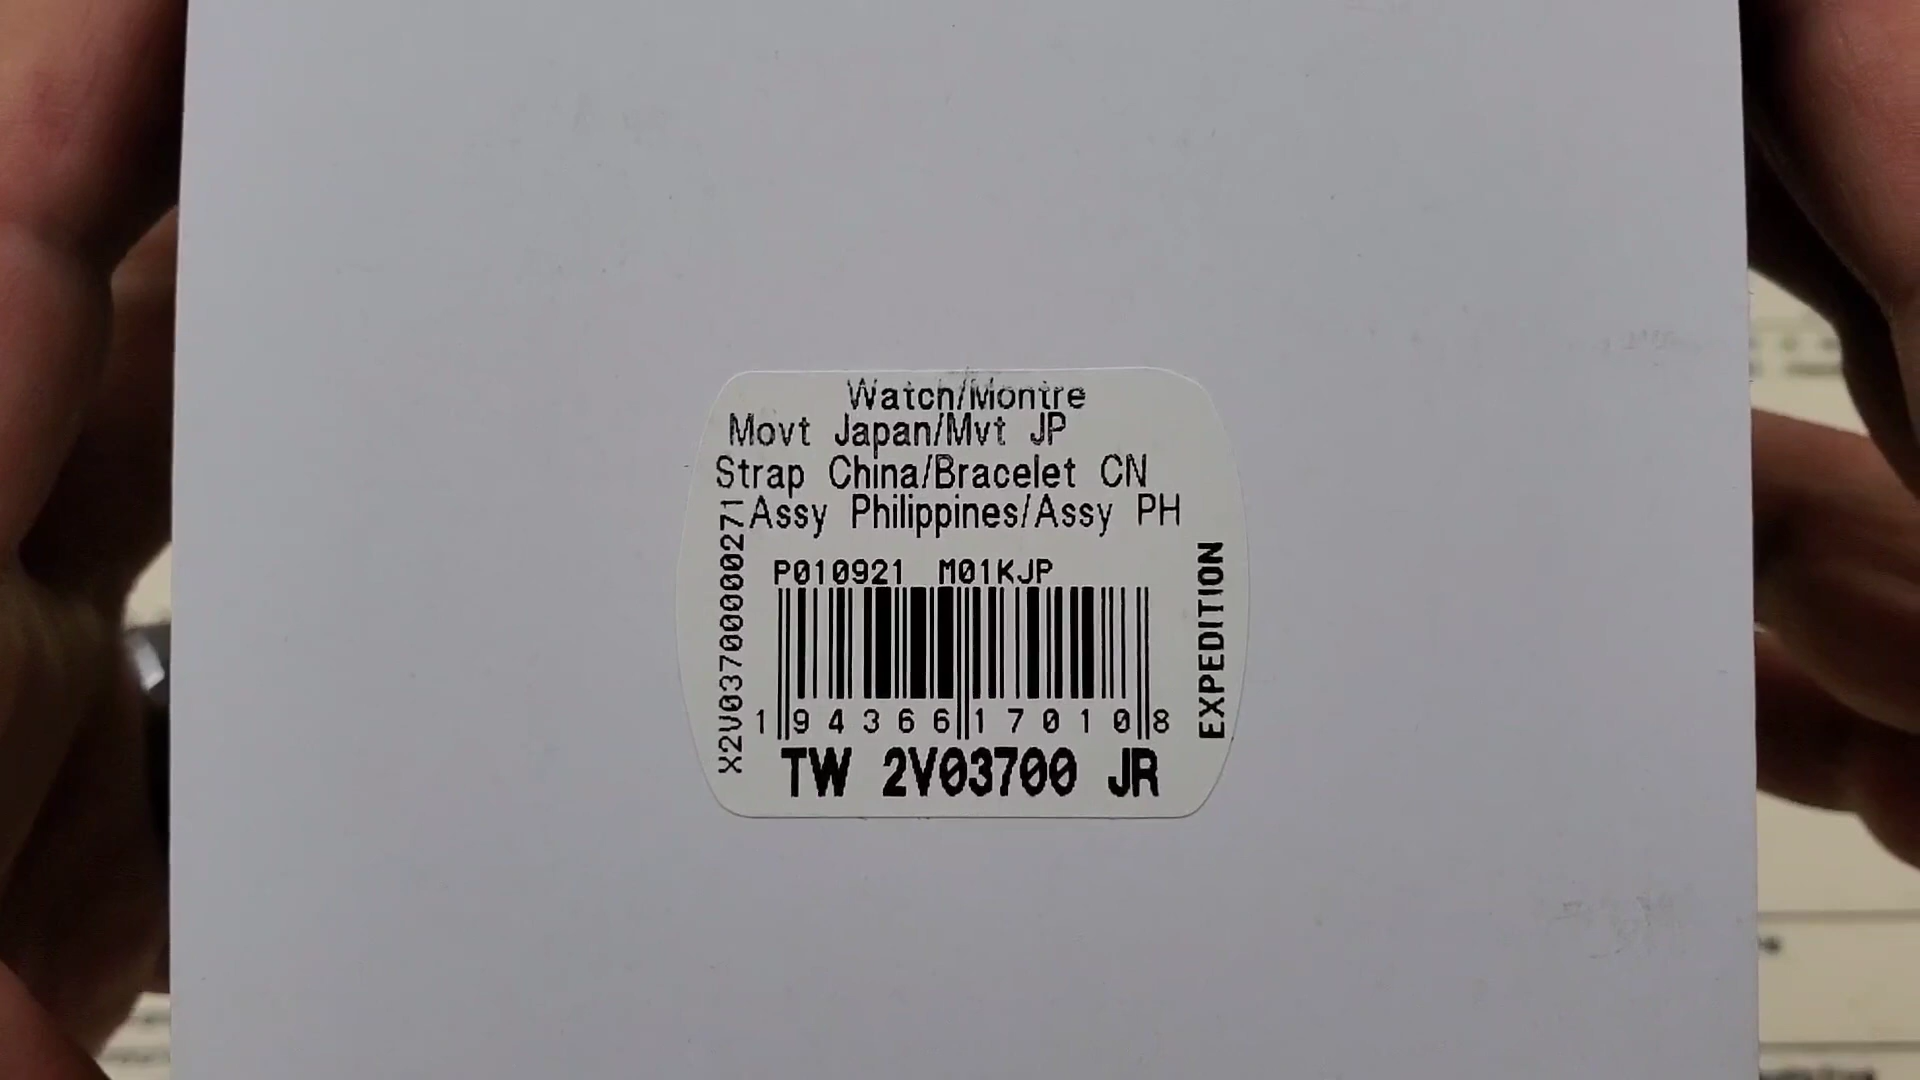 Watch/Montre
Movt Japan/Mvt JP
Strap China/Bracelet CN
Assy Philippines/Assy PH
X2V03700000271
P010921 M01KJP
EXPEDITION
1 94366 17010 8
TW 2V03700 JR